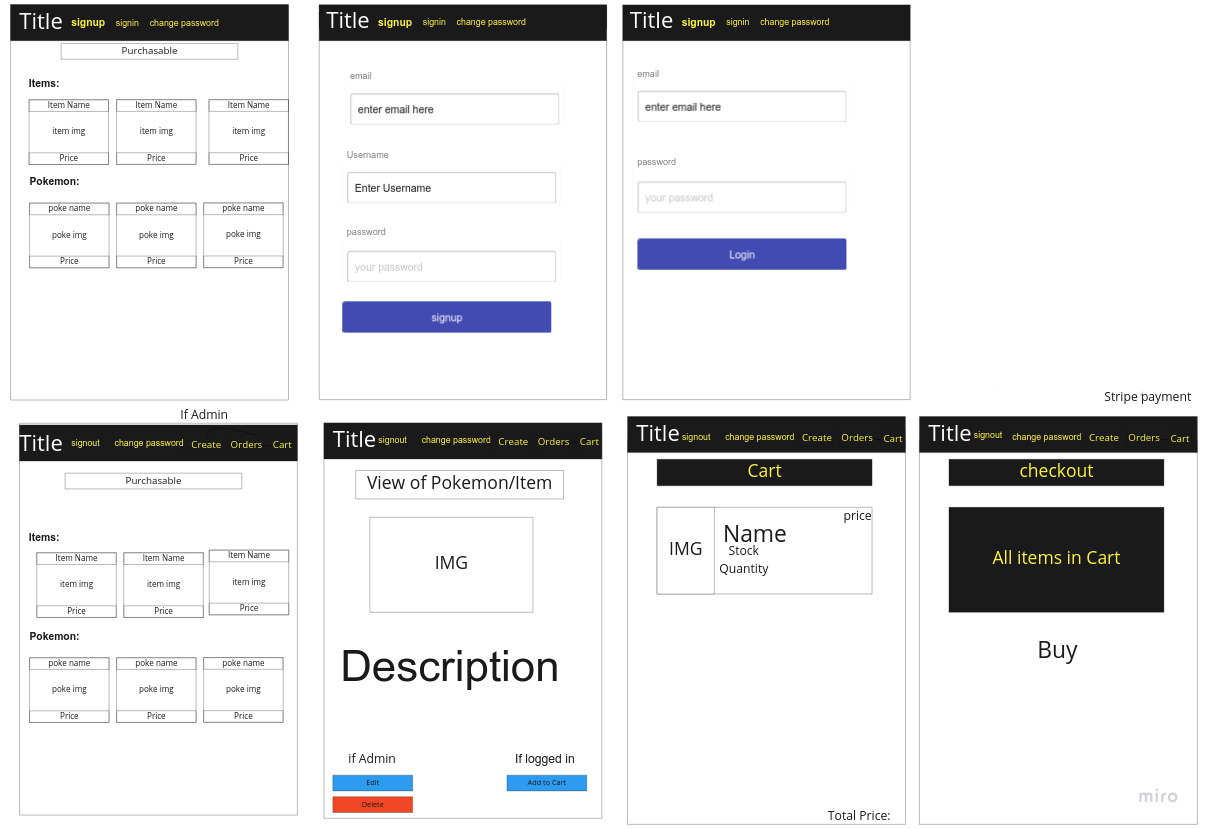 Title signup signin change password
Purchasable
Items:
Item Name Item Name Item Name
item img item img item img
Price Price Price
Pokemon:
poke name poke name poke name
poke img poke img poke img
Price Price Price
Title signup signin change password
email
enter email here
Username
Enter Username
password
your password
signup
Title signup signin change password
email
enter email here
password
your password
Login
Stripe payment
If Admin
Title signout change password Create Orders Cart
Purchasable
Items:
Item Name Item Name Item Name
item img item img item img
Price Price Price
Pokemon:
poke name poke name poke name
poke img poke img poke img
Price Price Price
Title signout change password Create Orders Cart
View of Pokemon/Item
IMG
Description
if Admin If logged in
Edit Add to Cart
Delete
Title signout change password Create Orders Cart
Cart
price
IMG Name
Stock
Quantity
Total Price:
Title signout change password Create Orders Cart
checkout
All items in Cart
Buy
miro